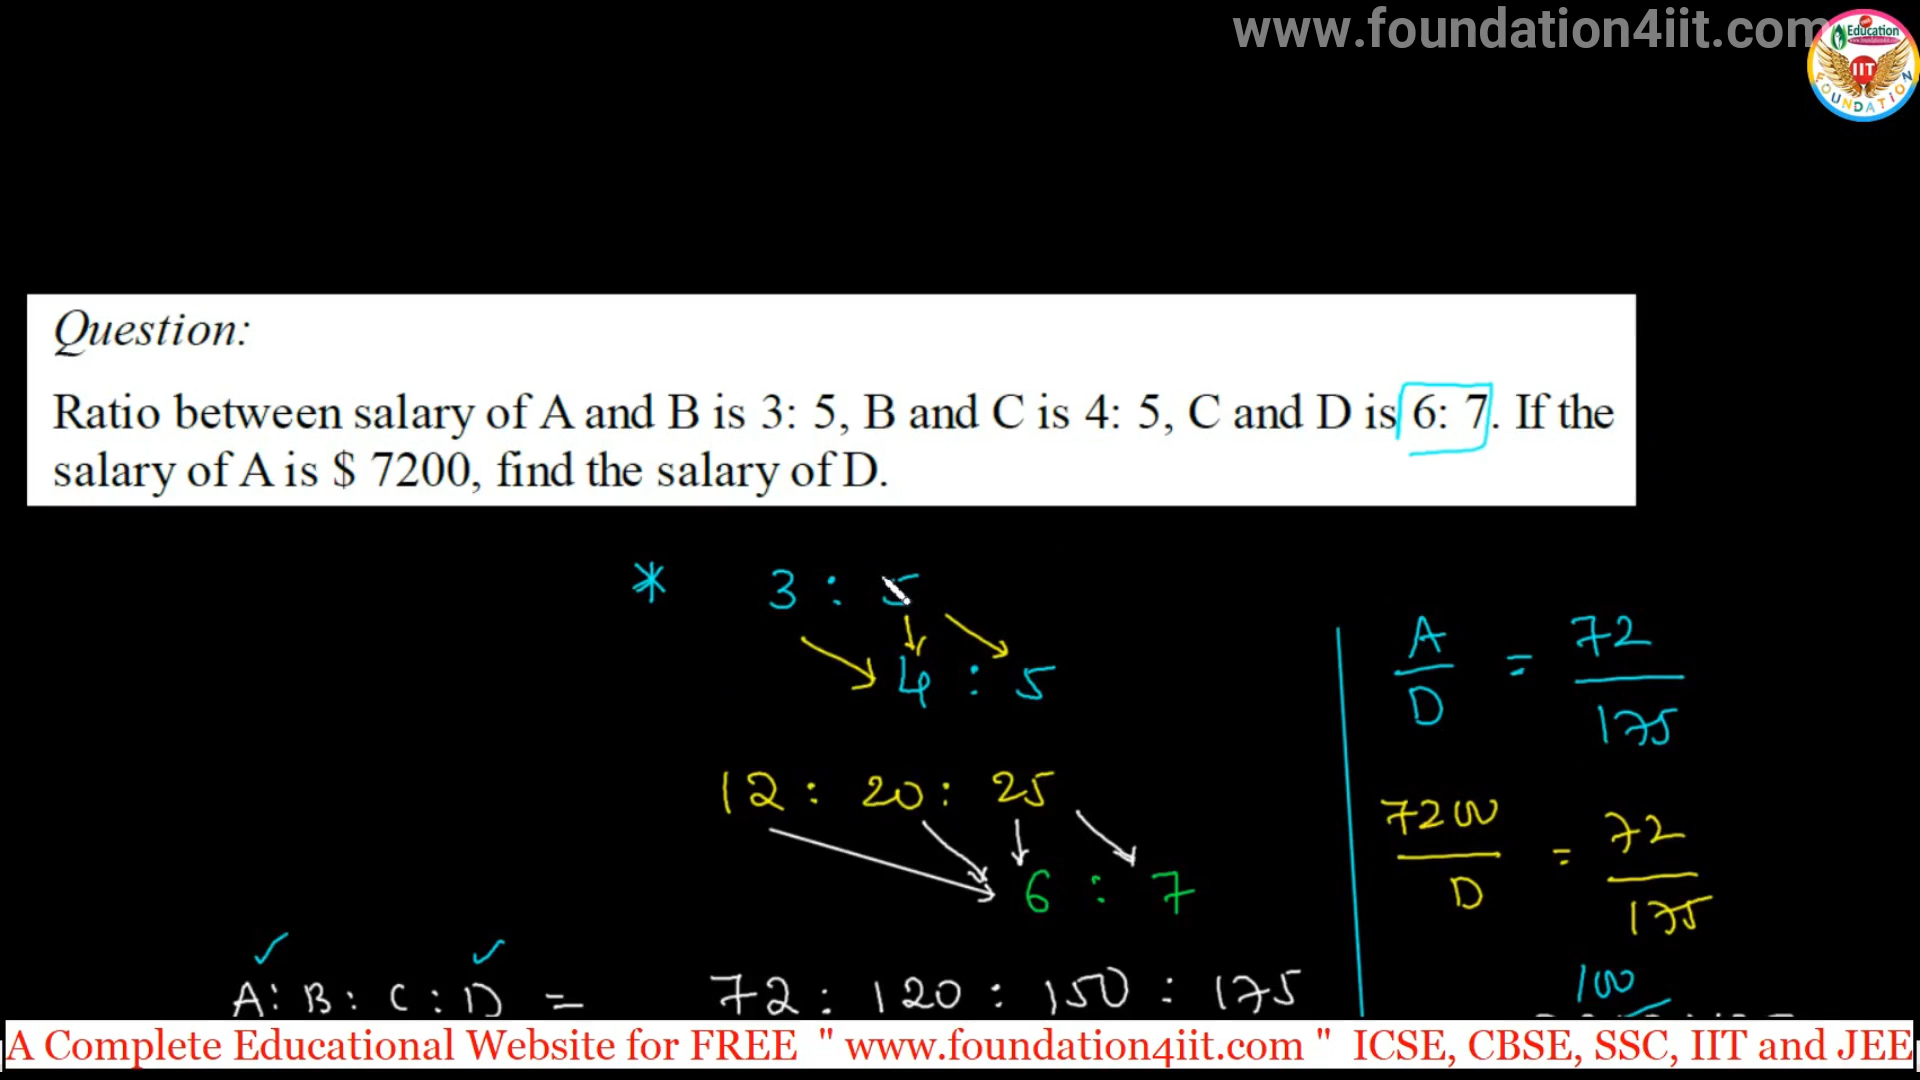 www.foundation4iit.com
Education
IIT
FOUNDATION
Question:
Ratio between salary of A and B is 3: 5, B and C is 4: 5, C and D is 6: 7. If the
salary of A is $ 7200, find the salary of D.
* 3 : 5
4 : 5
12 : 20 : 25
6 : 7
A : B : C : D = 72 : 120 : 150 : 175
A/D = 72/175
7200/D = 72/175
100
A Complete Educational Website for FREE " www.foundation4iit.com " ICSE, CBSE, SSC, IIT and JEE